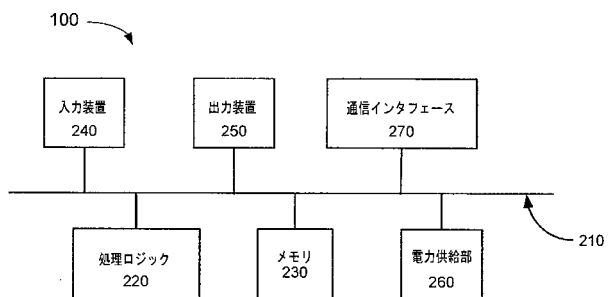 100
入力装置
240
出力装置
250
通信インタフェース
270
210
処理ロジック
220
メモリ
230
電力供給部
260